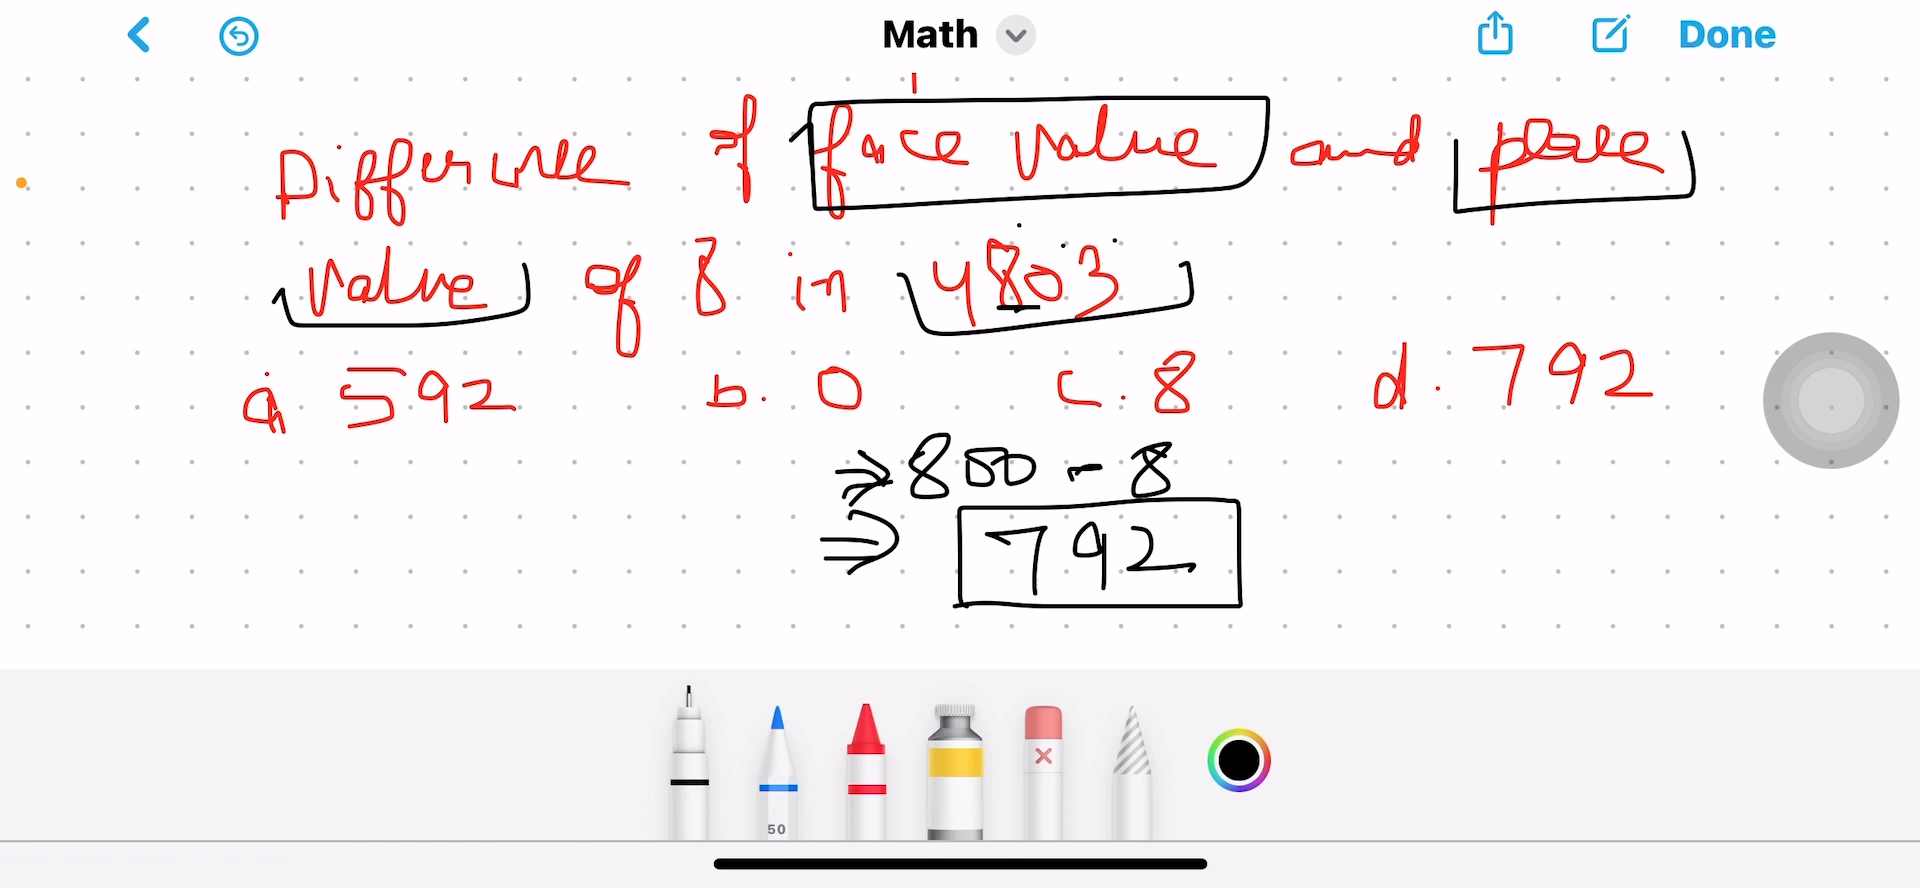 Math
Done
Difference of face value and place
value of 8 in 4803
a. 592 b. 0 c. 8 d. 792
⇒ 800 - 8
⇒ 792
50